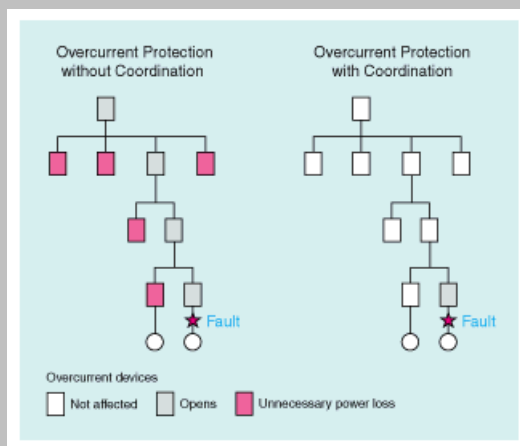 Overcurrent Protection
without Coordination
Overcurrent Protection
with Coordination
Fault
Fault
Overcurrent devices
Not affected
Opens
Unnecessary power loss